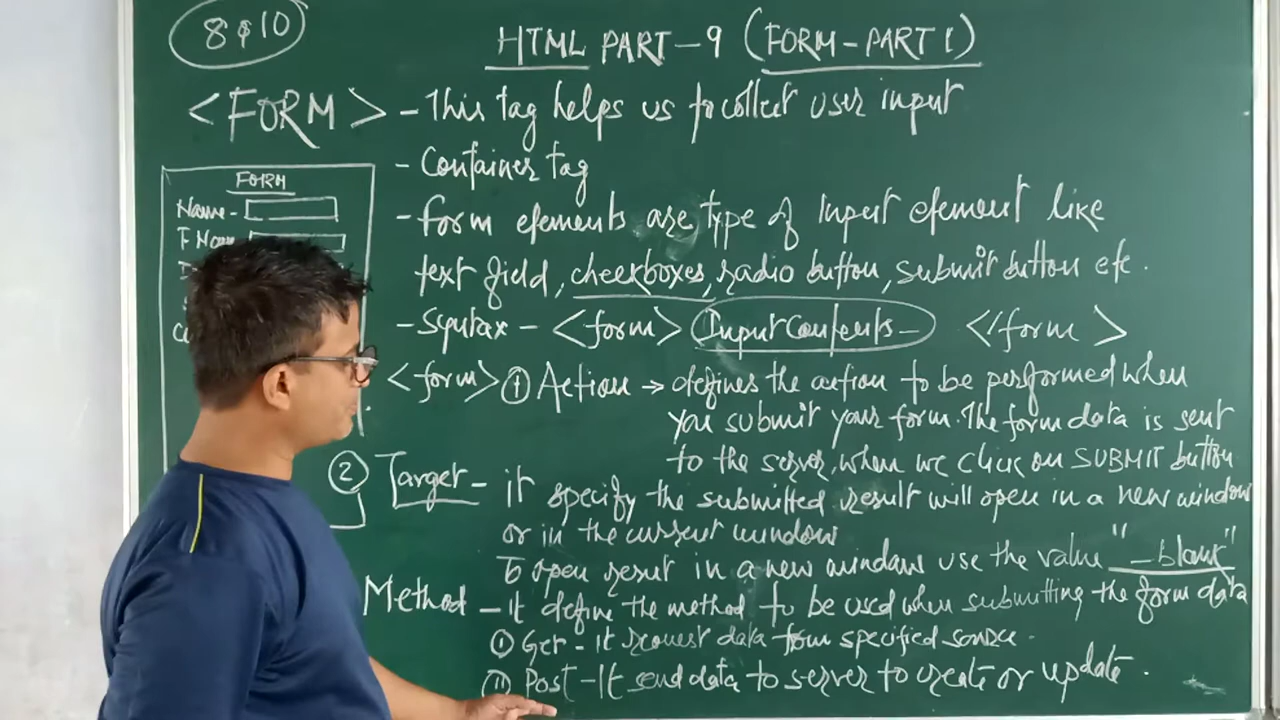 8 & 10
HTML PART - 9 (FORM - PART 1)
<FORM> - This tag helps us to collect user input
- Container tag
FORM
Name -
- form elements are type of input element like
text field, checkboxes, radio button, submit button etc.
- Syntax - <form> Input Contents </form>
<form> ① Action → defines the action to be performed when
you submit your form. The form data is sent
to the server, when we click on SUBMIT button
② Target - it specify the submitted result will open in a new window
or in the current window
To open result in a new window use the value "_blank"
Method - it define the method to be used when submitting the form data
① Get - it request data from specified source.
(ii) Post - It send data to server to create or update.